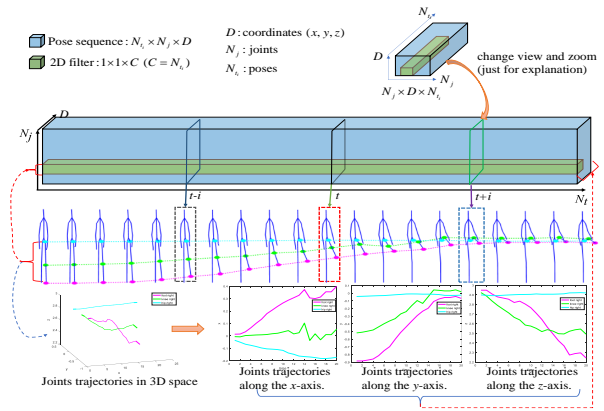 Pose sequence: N_{t_i} × N_j × D
2D filter: 1×1×C (C = N_{t_i})
D: coordinates (x, y, z)
N_j: joints
N_{t_i}: poses
N_{t_i}
D
N_j
N_j × D × N_{t_i}
change view and zoom
(just for explanation)
D
N_j
t-i
t
t+i
N_t
Joints trajectories in 3D space
Joints trajectories
along the x-axis.
Joints trajectories
along the y-axis.
Joints trajectories
along the z-axis.